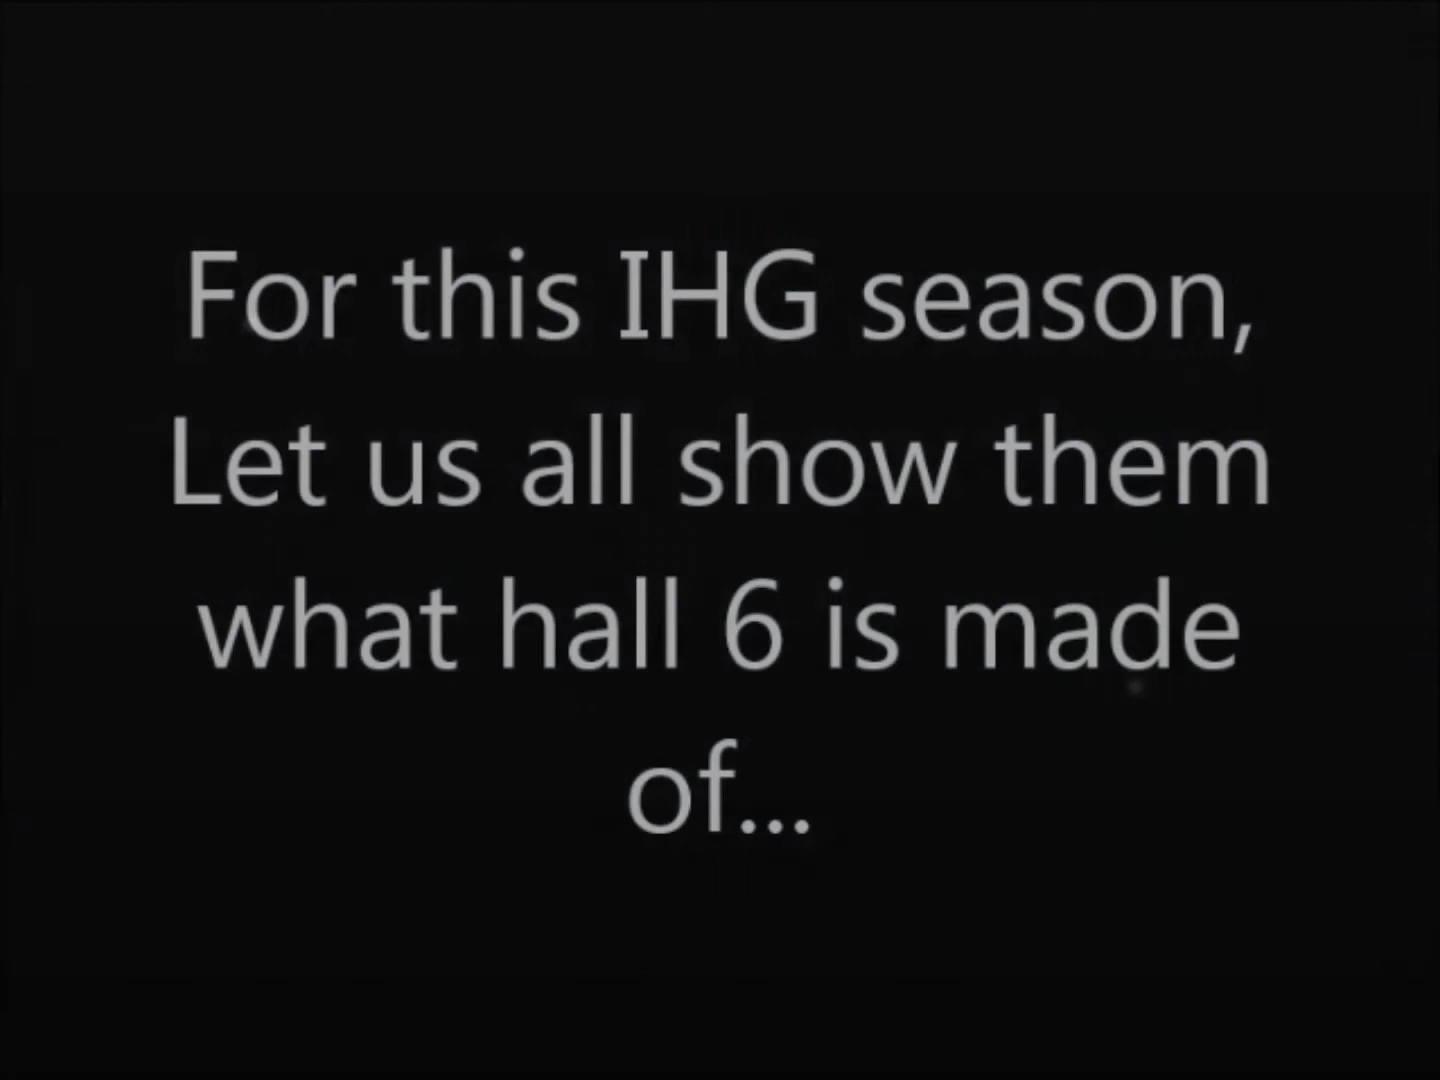 For this IHG season,
Let us all show them
what hall 6 is made
of...